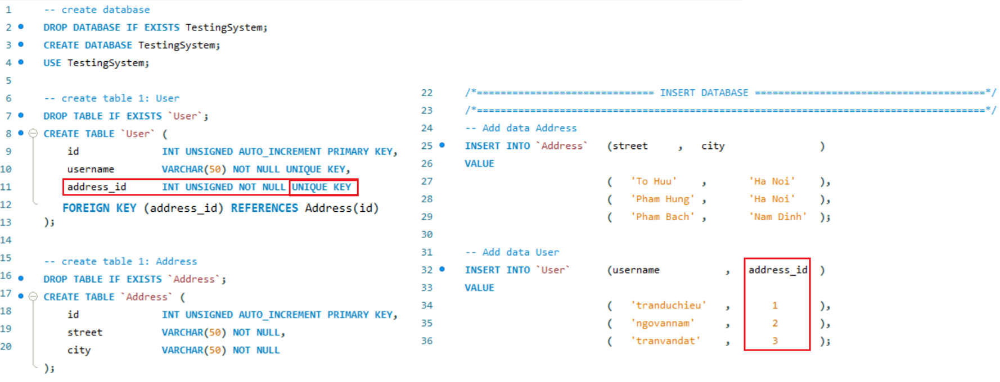 1 -- create database
2 DROP DATABASE IF EXISTS TestingSystem;
3 CREATE DATABASE TestingSystem;
4 USE TestingSystem;
5
6 -- create table 1: User
7 DROP TABLE IF EXISTS `User`;
8 CREATE TABLE `User` (
9 id INT UNSIGNED AUTO_INCREMENT PRIMARY KEY,
10 username VARCHAR(50) NOT NULL UNIQUE KEY,
11 address_id INT UNSIGNED NOT NULL UNIQUE KEY
12 FOREIGN KEY (address_id) REFERENCES Address(id)
13 );
14
15 -- create table 1: Address
16 DROP TABLE IF EXISTS `Address`;
17 CREATE TABLE `Address` (
18 id INT UNSIGNED AUTO_INCREMENT PRIMARY KEY,
19 street VARCHAR(50) NOT NULL,
20 city VARCHAR(50) NOT NULL
);
22 /*============================== INSERT DATABASE =======================================*/
23 /*======================================================================================*/
24 -- Add data Address
25 INSERT INTO `Address` (street , city )
26 VALUE
27 ( 'To Huu' , 'Ha Noi' ),
28 ( 'Pham Hung' , 'Ha Noi' ),
29 ( 'Pham Bach' , 'Nam Dinh' );
30
31 -- Add data User
32 INSERT INTO `User` (username , address_id )
33 VALUE
34 ( 'tranduchieu' , 1 ),
35 ( 'ngovannam' , 2 ),
36 ( 'tranvandat' , 3 );